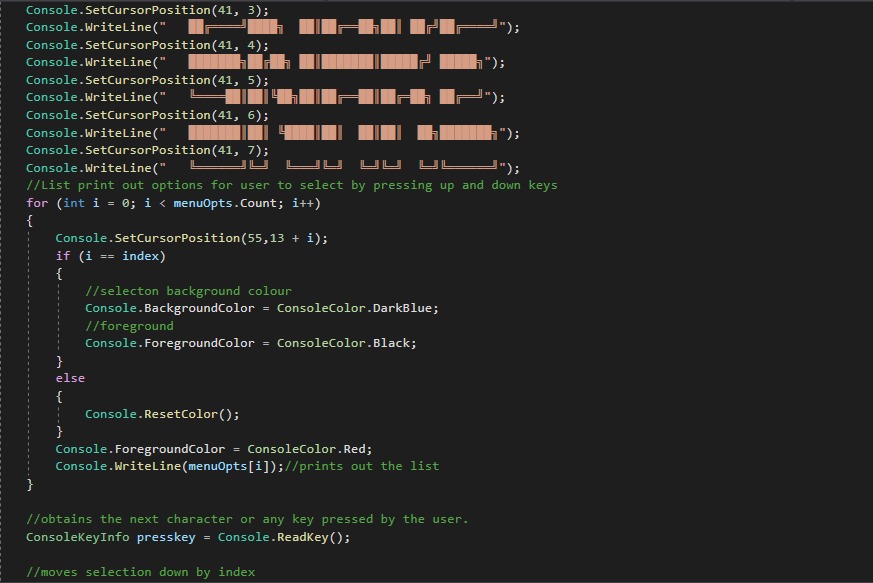 Console.SetCursorPosition(41, 3);
Console.WriteLine("   ██╔════╝████╗  ██║██╔══██╗██║ ██╔╝██╔════╝");
Console.SetCursorPosition(41, 4);
Console.WriteLine("   ███████╗██╔██╗ ██║███████║█████╔╝ █████╗");
Console.SetCursorPosition(41, 5);
Console.WriteLine("   ╚════██║██║╚██╗██║██╔══██║██╔═██╗ ██╔══╝");
Console.SetCursorPosition(41, 6);
Console.WriteLine("   ███████║██║ ╚████║██║  ██║██║  ██╗███████╗");
Console.SetCursorPosition(41, 7);
Console.WriteLine("   ╚══════╝╚═╝  ╚═══╝╚═╝  ╚═╝╚═╝  ╚═╝╚══════╝");
//List print out options for user to select by pressing up and down keys
for (int i = 0; i < menuOpts.Count; i++)
{
    Console.SetCursorPosition(55,13 + i);
    if (i == index)
    {
        //selecton background colour
        Console.BackgroundColor = ConsoleColor.DarkBlue;
        //foreground
        Console.ForegroundColor = ConsoleColor.Black;
    }
    else
    {
        Console.ResetColor();
    }
    Console.ForegroundColor = ConsoleColor.Red;
    Console.WriteLine(menuOpts[i]);//prints out the list
}

//obtains the next character or any key pressed by the user.
ConsoleKeyInfo presskey = Console.ReadKey();

//moves selection down by index